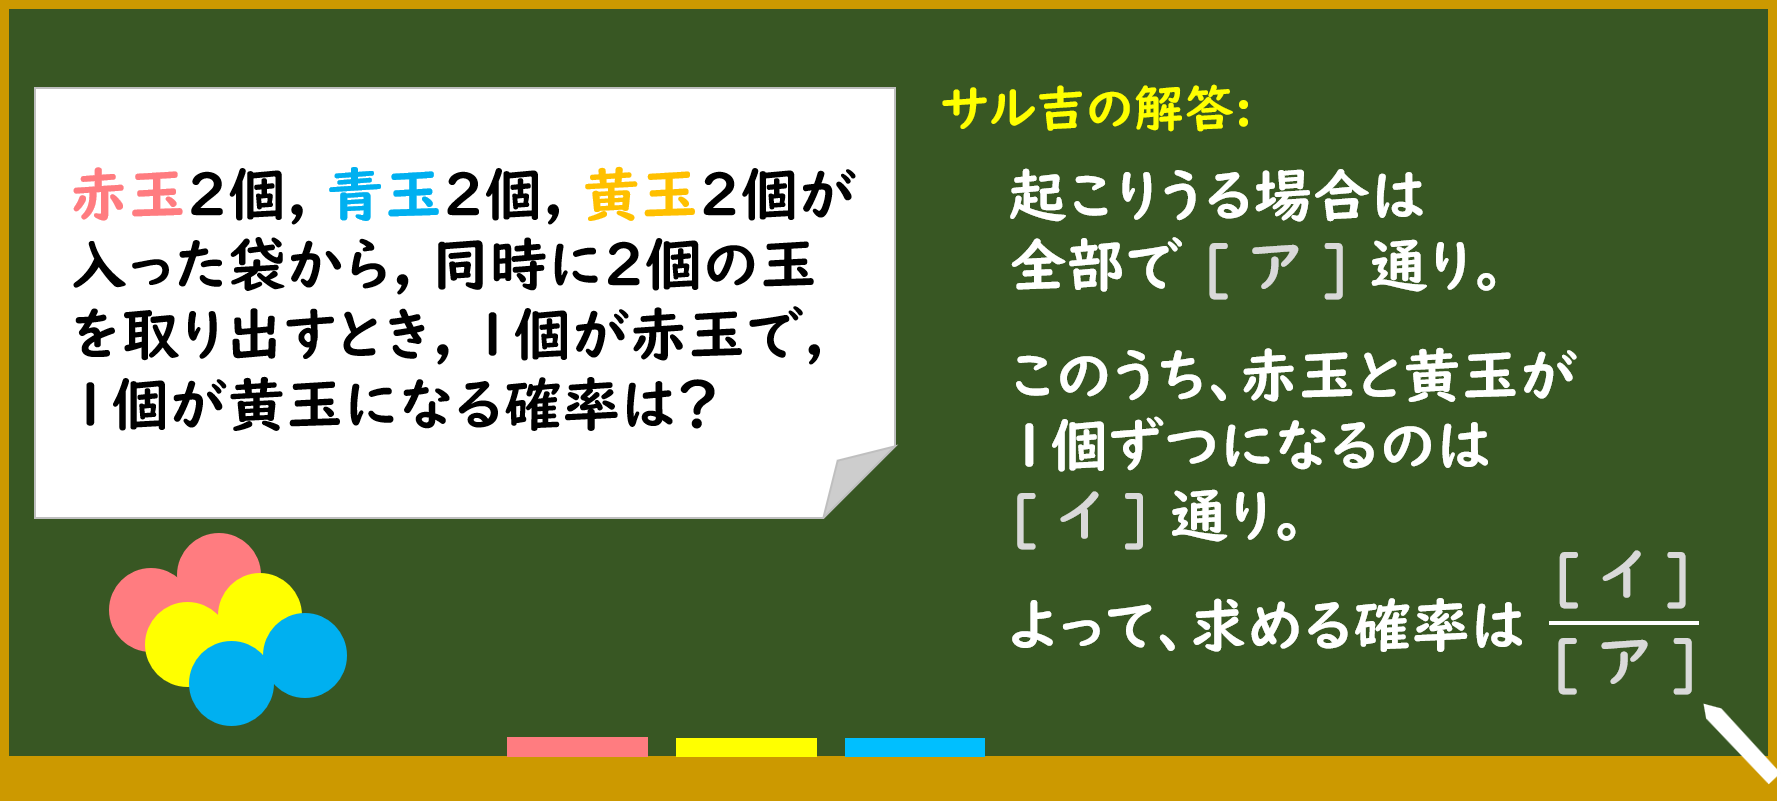 赤玉2個, 青玉2個, 黄玉2個が
入った袋から, 同時に2個の玉
を取り出すとき, 1個が赤玉で,
1個が黄玉になる確率は?
サル吉の解答:
起こりうる場合は
全部で [ ア ] 通り。
このうち、赤玉と黄玉が
1個ずつになるのは
[ イ ] 通り。
よって、求める確率は
[ イ ]
[ ア ]